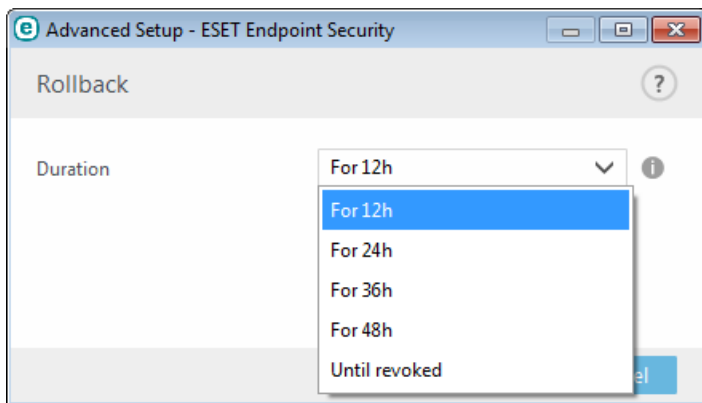 e Advanced Setup - ESET Endpoint Security
Rollback ?
Duration For 12h i
For 12h
For 24h
For 36h
For 48h
Until revoked